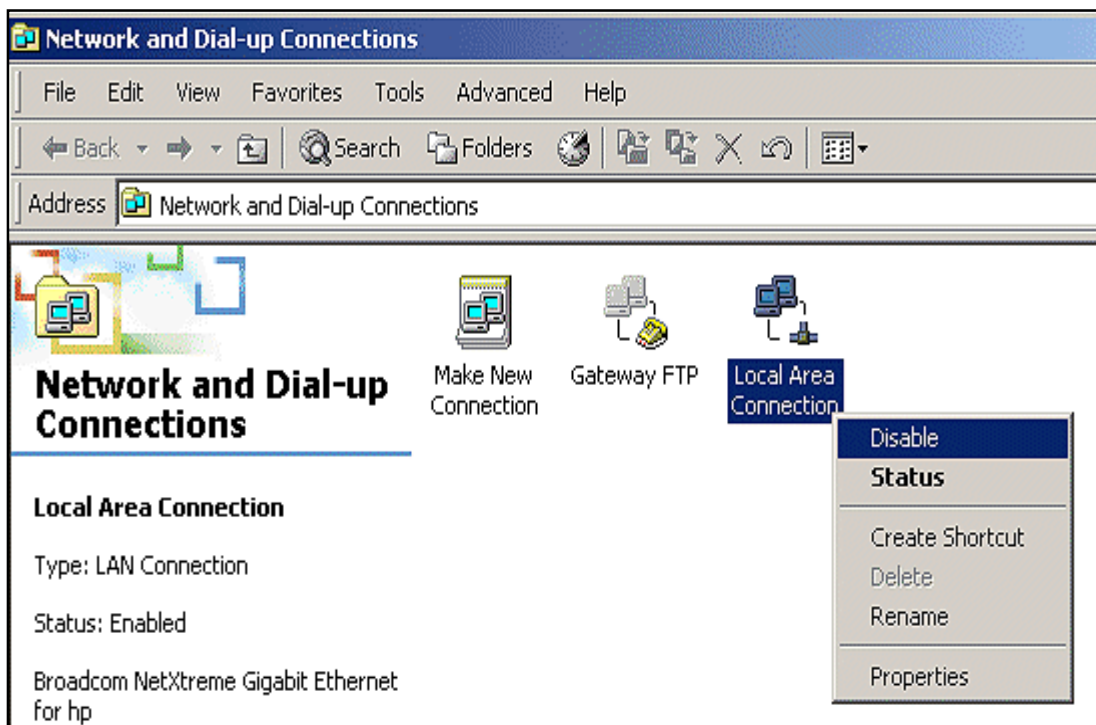 Network and Dial-up Connections
File Edit View Favorites Tools Advanced Help
Back Search Folders
Address Network and Dial-up Connections
Network and Dial-up
Connections
Local Area Connection
Type: LAN Connection
Status: Enabled
Broadcom NetXtreme Gigabit Ethernet
for hp
Make New
Connection
Gateway FTP
Local Area
Connection
Disable
Status
Create Shortcut
Delete
Rename
Properties